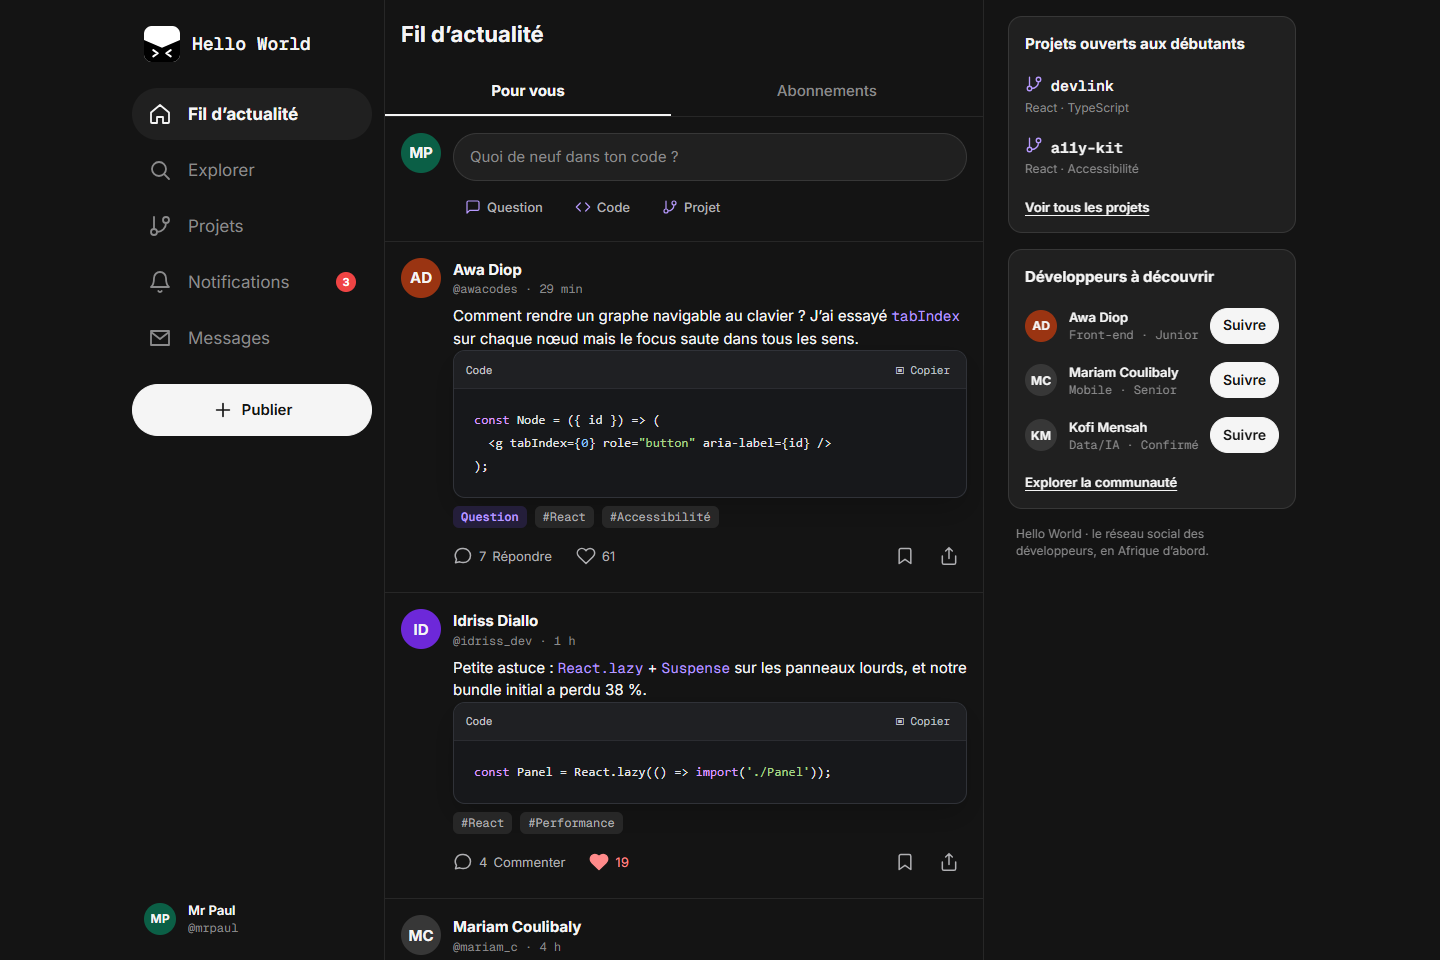 Hello World
Fil d’actualité
Explorer
Projets
Notifications
3
Messages
Publier
MP
Mr Paul
@mrpaul
Fil d’actualité
Pour vous
Abonnements
MP
Quoi de neuf dans ton code ?
Question
Code
Projet
AD
Awa Diop
@awacodes · 29 min
Comment rendre un graphe navigable au clavier ? J’ai essayé tabIndex
sur chaque nœud mais le focus saute dans tous les sens.
Code
Copier
const Node = ({ id }) => (
<g tabIndex={0} role="button" aria-label={id} />
);
Question
#React
#Accessibilité
7 Répondre
61
ID
Idriss Diallo
@idriss_dev · 1 h
Petite astuce : React.lazy + Suspense sur les panneaux lourds, et notre
bundle initial a perdu 38 %.
Code
Copier
const Panel = React.lazy(() => import('./Panel'));
#React
#Performance
4 Commenter
19
MC
Mariam Coulibaly
@mariam_c · 4 h
Projets ouverts aux débutants
devlink
React · TypeScript
a11y-kit
React · Accessibilité
Voir tous les projets
Développeurs à découvrir
AD
Awa Diop
Front-end · Junior
Suivre
MC
Mariam Coulibaly
Mobile · Senior
Suivre
KM
Kofi Mensah
Data/IA · Confirmé
Suivre
Explorer la communauté
Hello World · le réseau social des
développeurs, en Afrique d’abord.